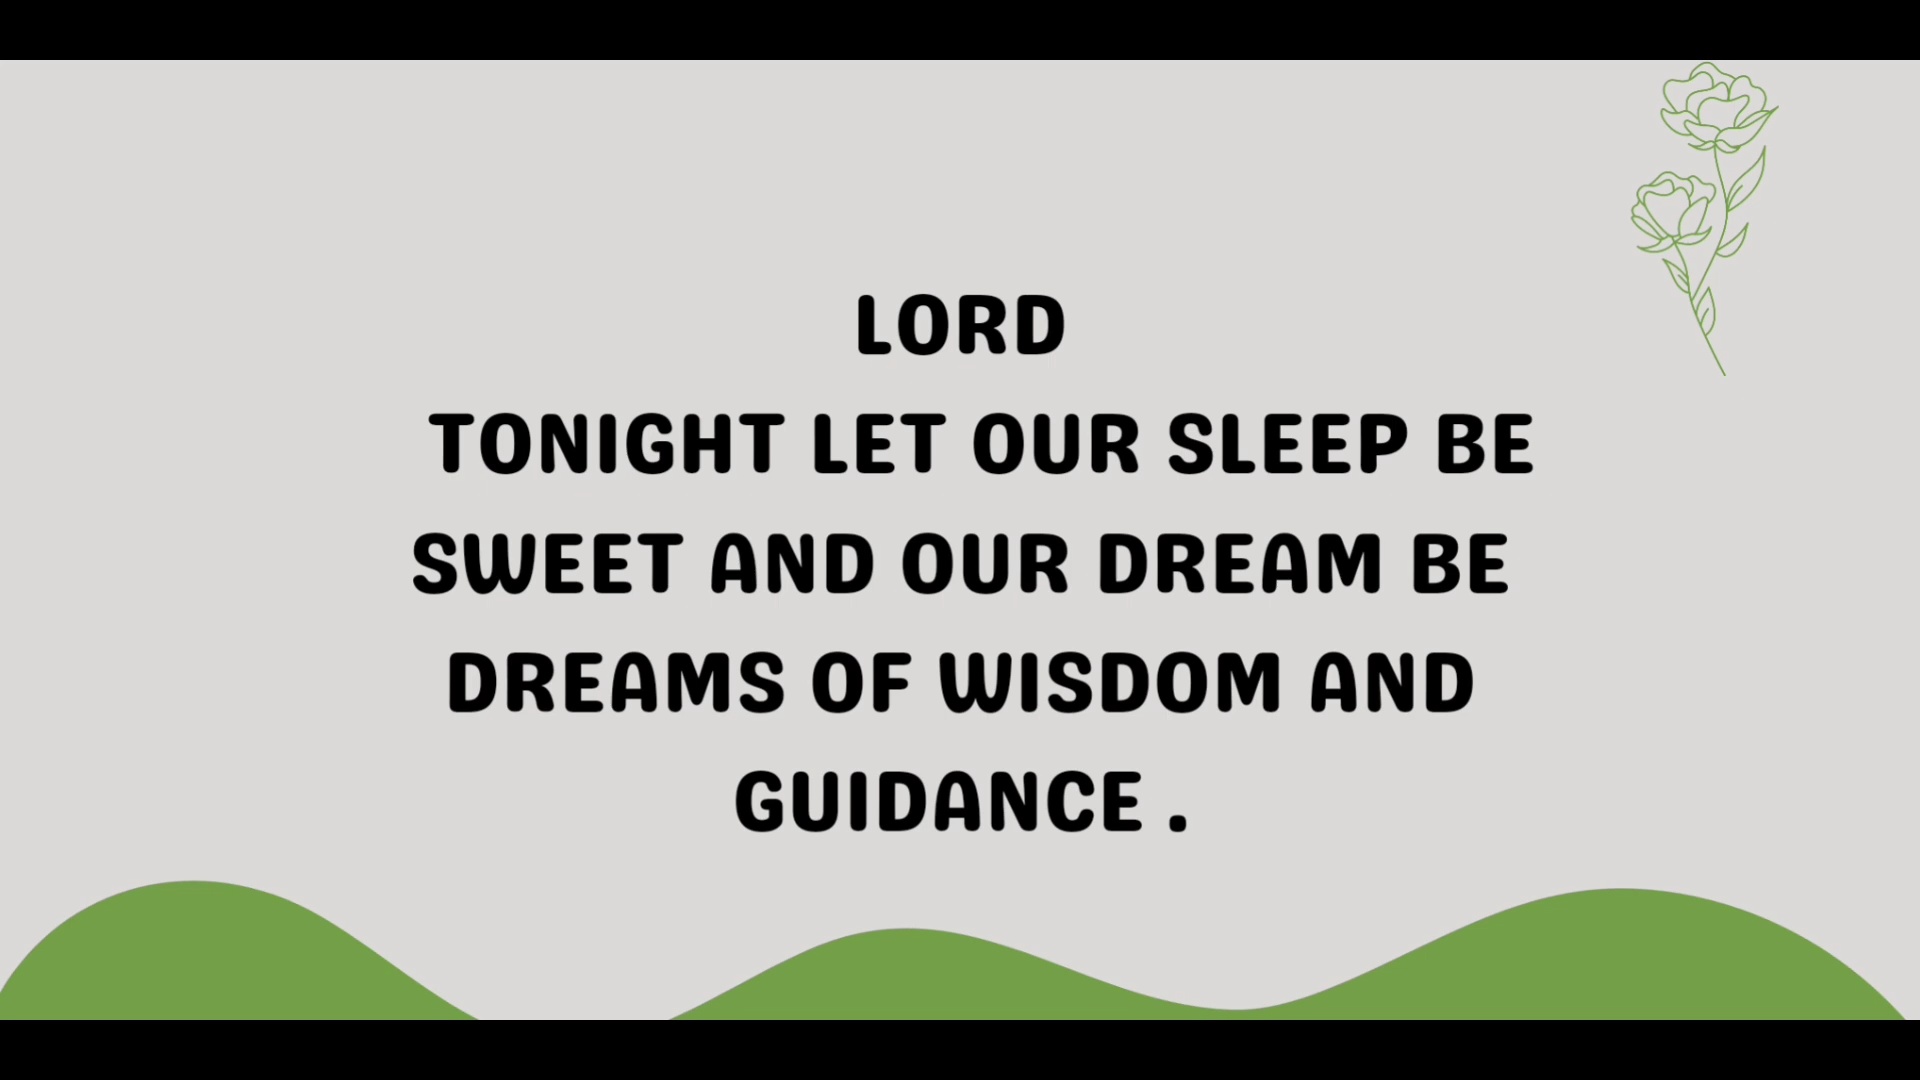 LORD
TONIGHT LET OUR SLEEP BE
SWEET AND OUR DREAM BE
DREAMS OF WISDOM AND
GUIDANCE .